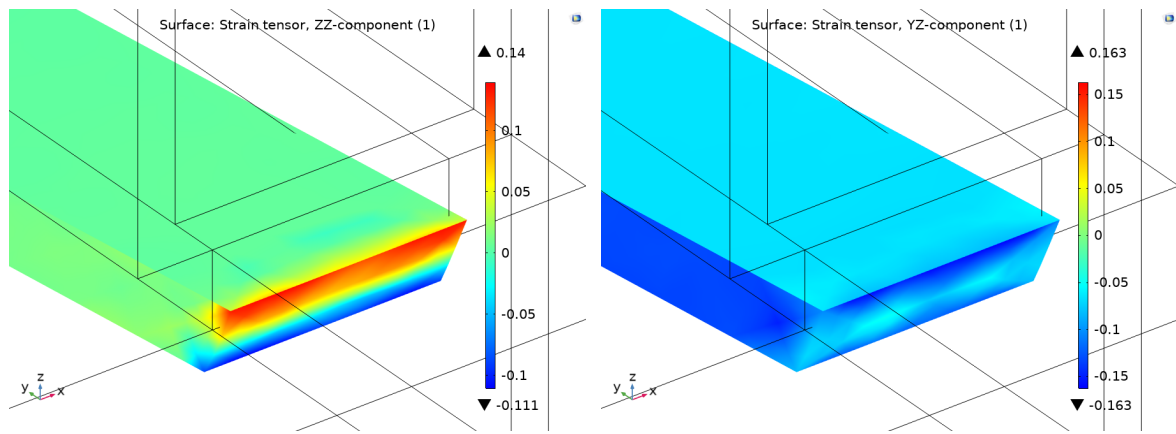 Surface: Strain tensor, ZZ-component (1)
0.14
0.1
0.05
0
-0.05
-0.1
-0.111
z
y
x
Surface: Strain tensor, YZ-component (1)
0.163
0.15
0.1
0.05
0
-0.05
-0.1
-0.15
-0.163
z
y
x